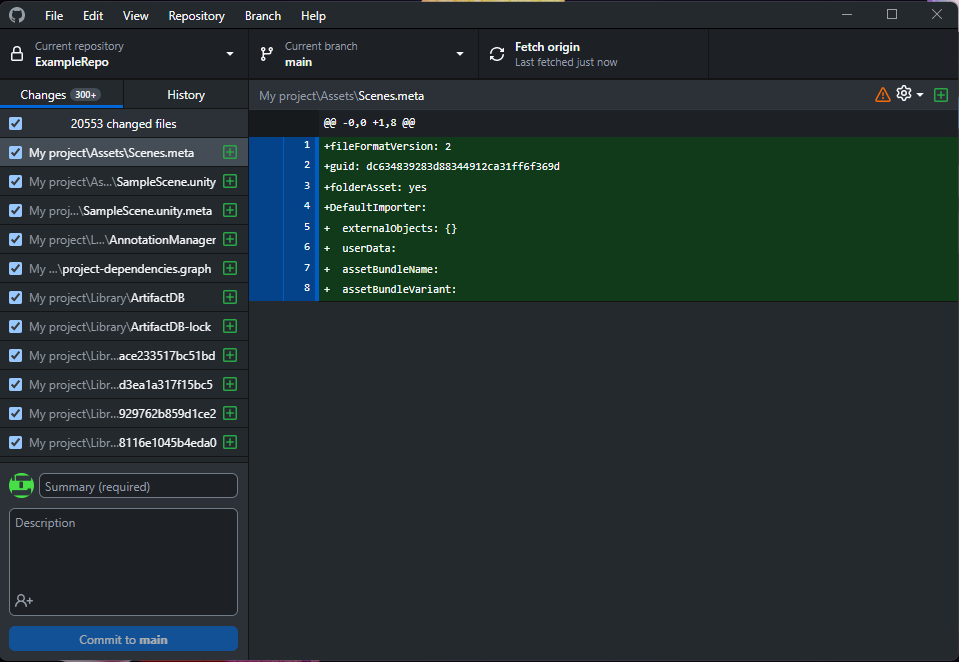 File Edit View Repository Branch Help
Current repository
ExampleRepo
Current branch
main
Fetch origin
Last fetched just now
Changes 300+ History
20553 changed files
My project\Assets\Scenes.meta
My project\As...\SampleScene.unity
My proj...\SampleScene.unity.meta
My project\L...\AnnotationManager
My ...\project-dependencies.graph
My project\Library\ArtifactDB
My project\Library\ArtifactDB-lock
My project\Libr...ace233517bc51bd
My project\Libr...d3ea1a317f15bc5
My project\Libr...929762b859d1ce2
My project\Libr...8116e1045b4eda0
Summary (required)
Description
Commit to main
My project\Assets\Scenes.meta
@@ -0,0 +1,8 @@
1 +fileFormatVersion: 2
2 +guid: dc634839283d88344912ca31ff6f369d
3 +folderAsset: yes
4 +DefaultImporter:
5 +  externalObjects: {}
6 +  userData:
7 +  assetBundleName:
8 +  assetBundleVariant: